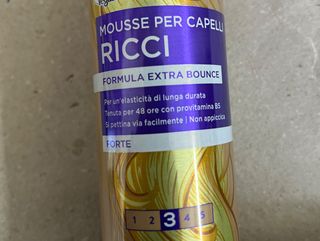 MOUSSE PER CAPELLI
RICCI
FORMULA EXTRA BOUNCE
Per un'elasticità di lunga durata
Tenuta per 48 ore con provitamina B5
Si pettina via facilmente | Non appiccica
FORTE
1 2 3 4 5